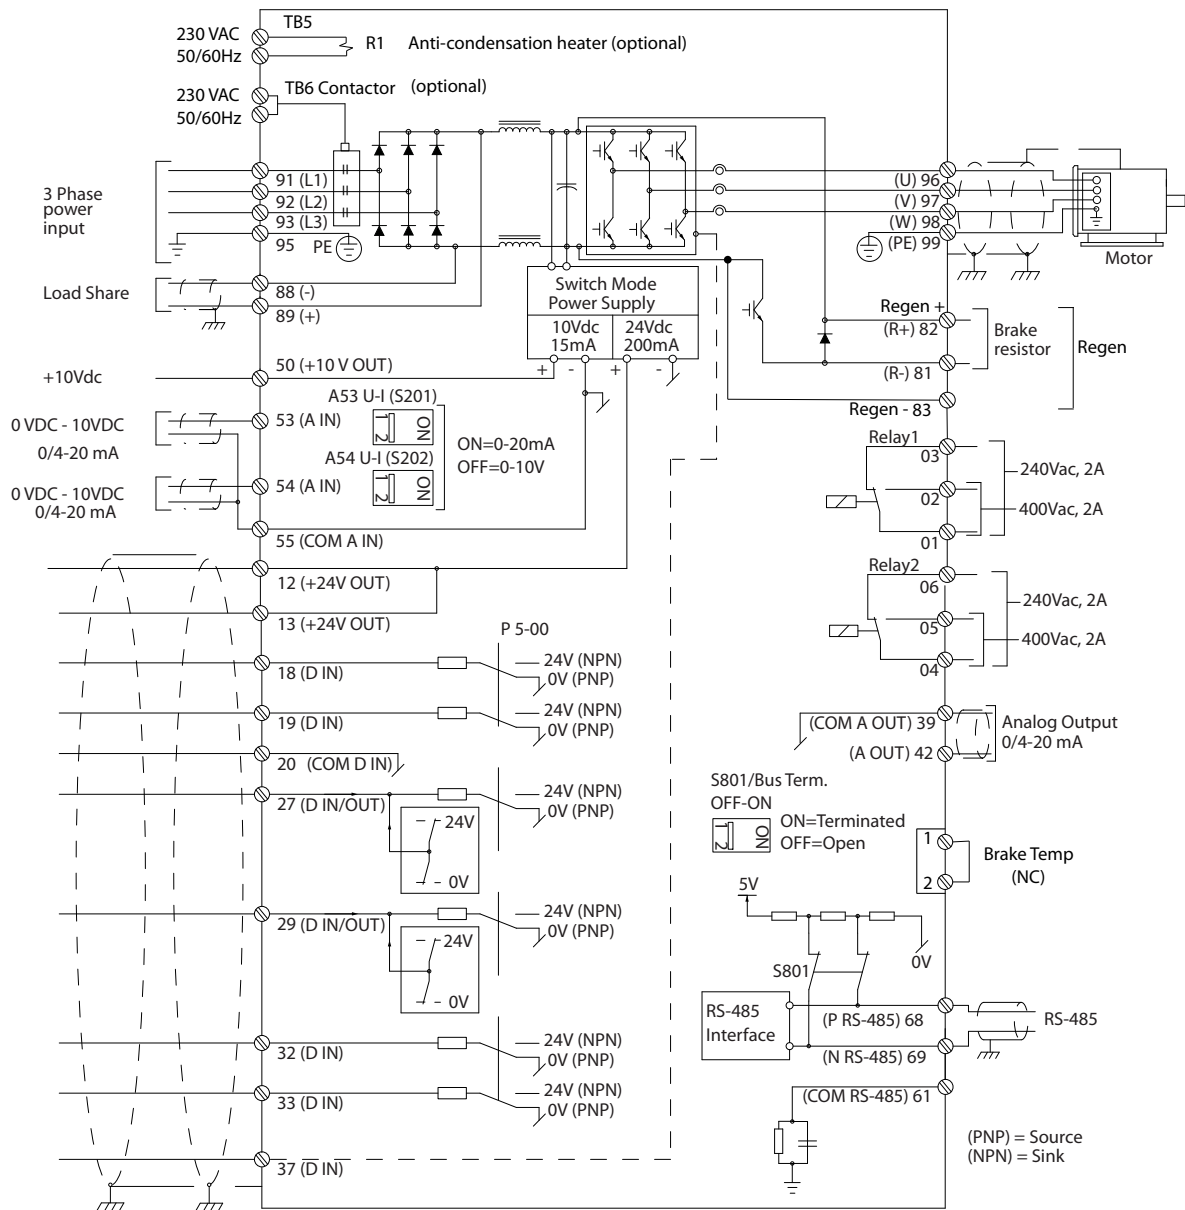 TB5
230 VAC
50/60Hz
R1
Anti-condensation heater (optional)
TB6 Contactor
(optional)
230 VAC
50/60Hz
3 Phase
power
input
91 (L1)
92 (L2)
93 (L3)
95
PE
(U) 96
(V) 97
(W) 98
(PE) 99
Motor
Load Share
88 (-)
89 (+)
Switch Mode
Power Supply
10Vdc
15mA
24Vdc
200mA
+
-
+
-
Regen +
(R+) 82
Brake
resistor
Regen
(R-) 81
Regen - 83
+10Vdc
50 (+10 V OUT)
A53 U-I (S201)
1 2
ON
0 VDC - 10VDC
0/4-20 mA
53 (A IN)
ON=0-20mA
OFF=0-10V
A54 U-I (S202)
1 2
ON
0 VDC - 10VDC
0/4-20 mA
54 (A IN)
55 (COM A IN)
Relay1
03
02
01
240Vac, 2A
400Vac, 2A
Relay2
06
05
04
240Vac, 2A
400Vac, 2A
12 (+24V OUT)
13 (+24V OUT)
P 5-00
18 (D IN)
24V (NPN)
0V (PNP)
19 (D IN)
24V (NPN)
0V (PNP)
20 (COM D IN)
27 (D IN/OUT)
24V (NPN)
0V (PNP)
24V
0V
29 (D IN/OUT)
24V (NPN)
0V (PNP)
24V
0V
32 (D IN)
24V (NPN)
0V (PNP)
33 (D IN)
24V (NPN)
0V (PNP)
37 (D IN)
(COM A OUT) 39
(A OUT) 42
Analog Output
0/4-20 mA
S801/Bus Term.
OFF-ON
1 2
ON
ON=Terminated
OFF=Open
1
2
Brake Temp
(NC)
5V
0V
S801
RS-485
Interface
(P RS-485) 68
(N RS-485) 69
RS-485
(COM RS-485) 61
(PNP) = Source
(NPN) = Sink